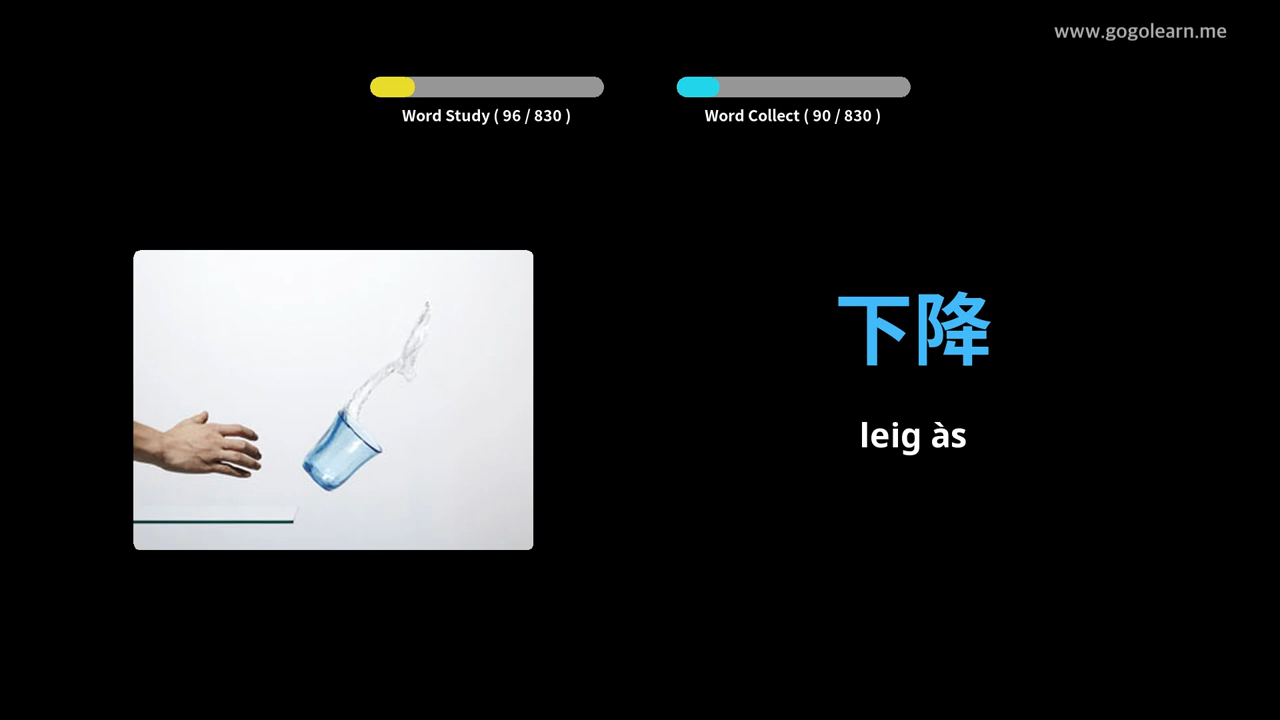 www.gogolearn.me
Word Study ( 96 / 830 )
Word Collect ( 90 / 830 )
下降
leig às